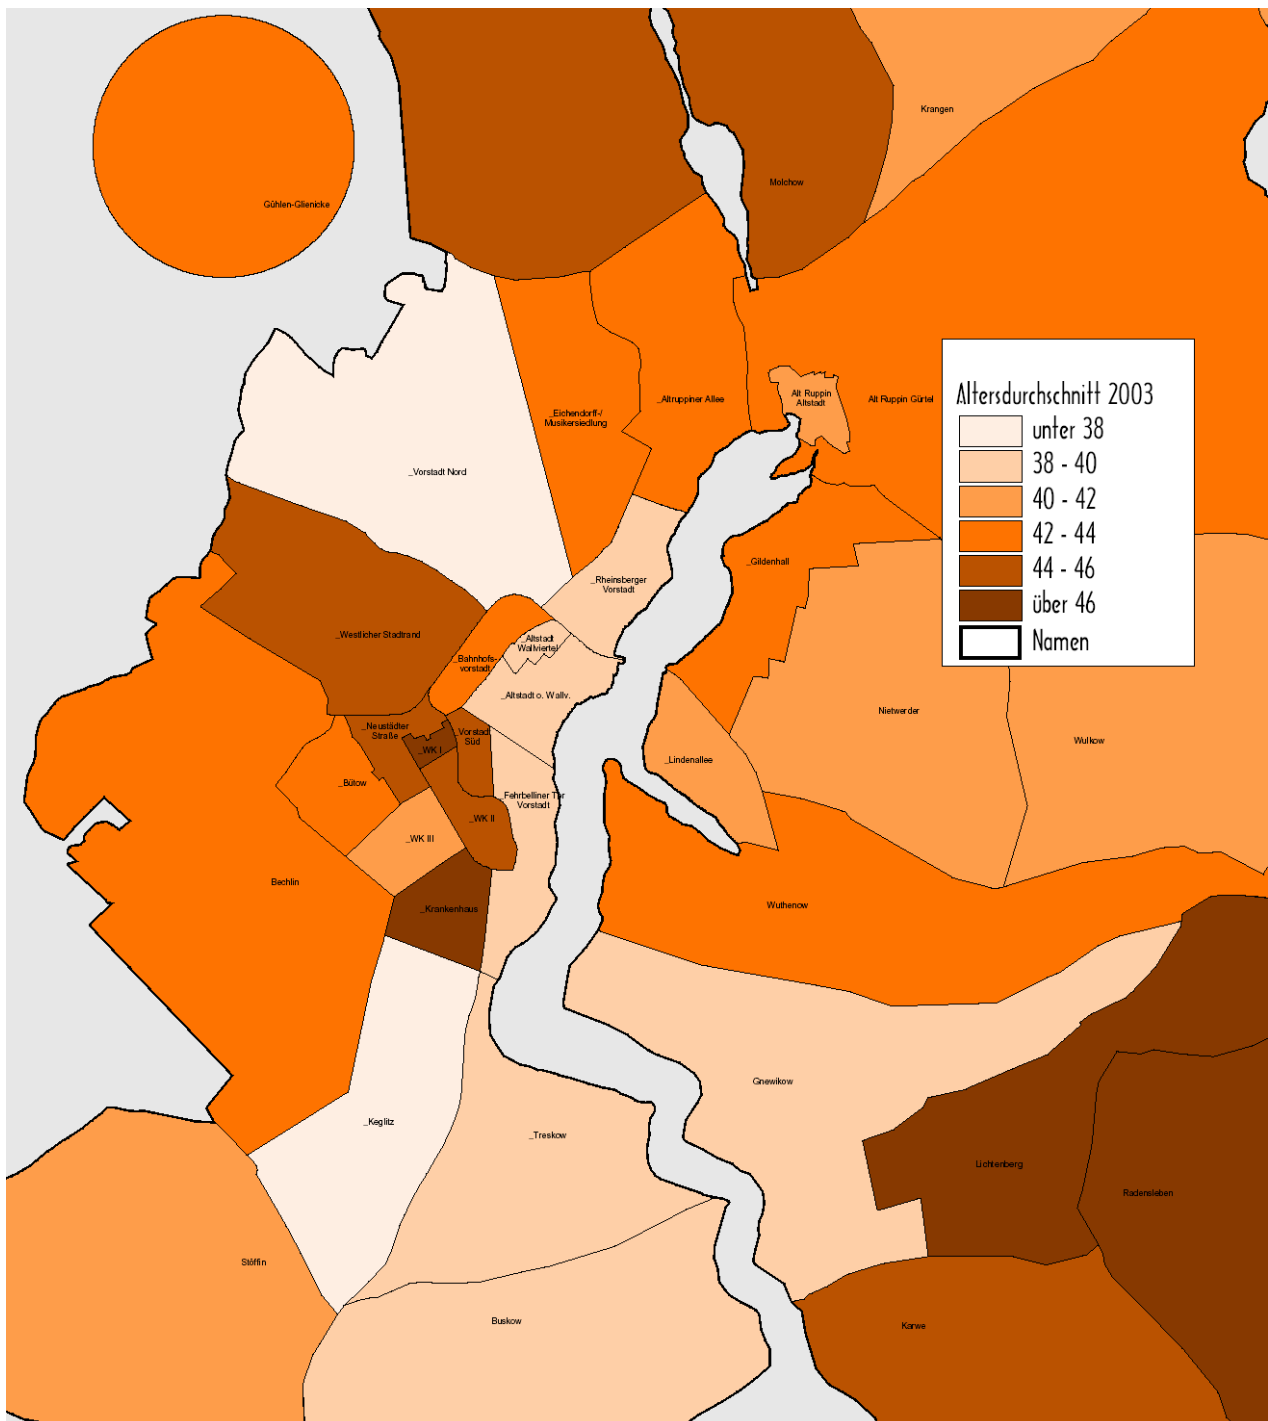 Krangen
Molchow
Gühlen-Glienicke
Alt Ruppin
Altstadt
Alt Ruppin Gürtel
_Altruppiner Allee
_Eichendorff-/
Musikersiedlung
_Vorstadt Nord
Altersdurchschnitt 2003
unter 38
38 - 40
40 - 42
42 - 44
44 - 46
über 46
Namen
_Gildenhall
_Rheinsberger
Vorstadt
_Westlicher Stadtrand
_Altstadt
Wallviertel
_Bahnhofs-
vorstadt
_Altstadt o. Wallv.
Nietwerder
Wulkow
_Neustädter
Straße
_Vorstadt
Süd
_WK I
_Lindenallee
_Bütow
_Fehrbelliner Tor
Vorstadt
_WK II
_WK III
Bechlin
_Krankenhaus
Wuthenow
Gnewikow
_Keglitz
_Treskow
Lichtenberg
Radensleben
Stöffin
Buskow
Karwe